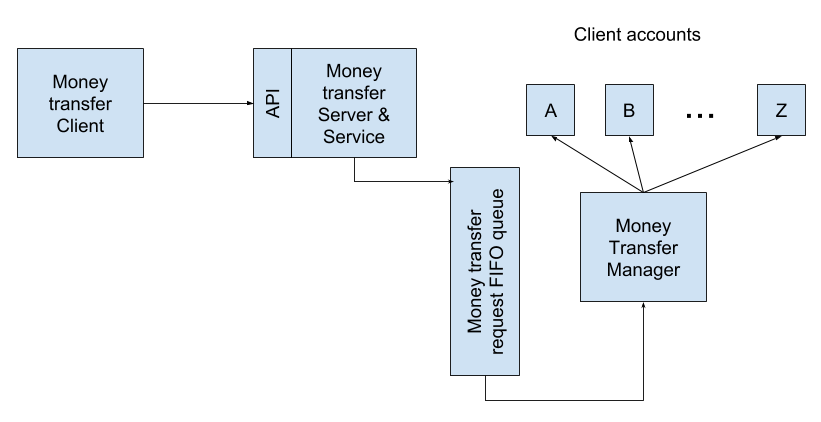 Client accounts
Money
transfer
Client
API
Money
transfer
Server &
Service
A
B
...
Z
Money transfer
request FIFO queue
Money
Transfer
Manager